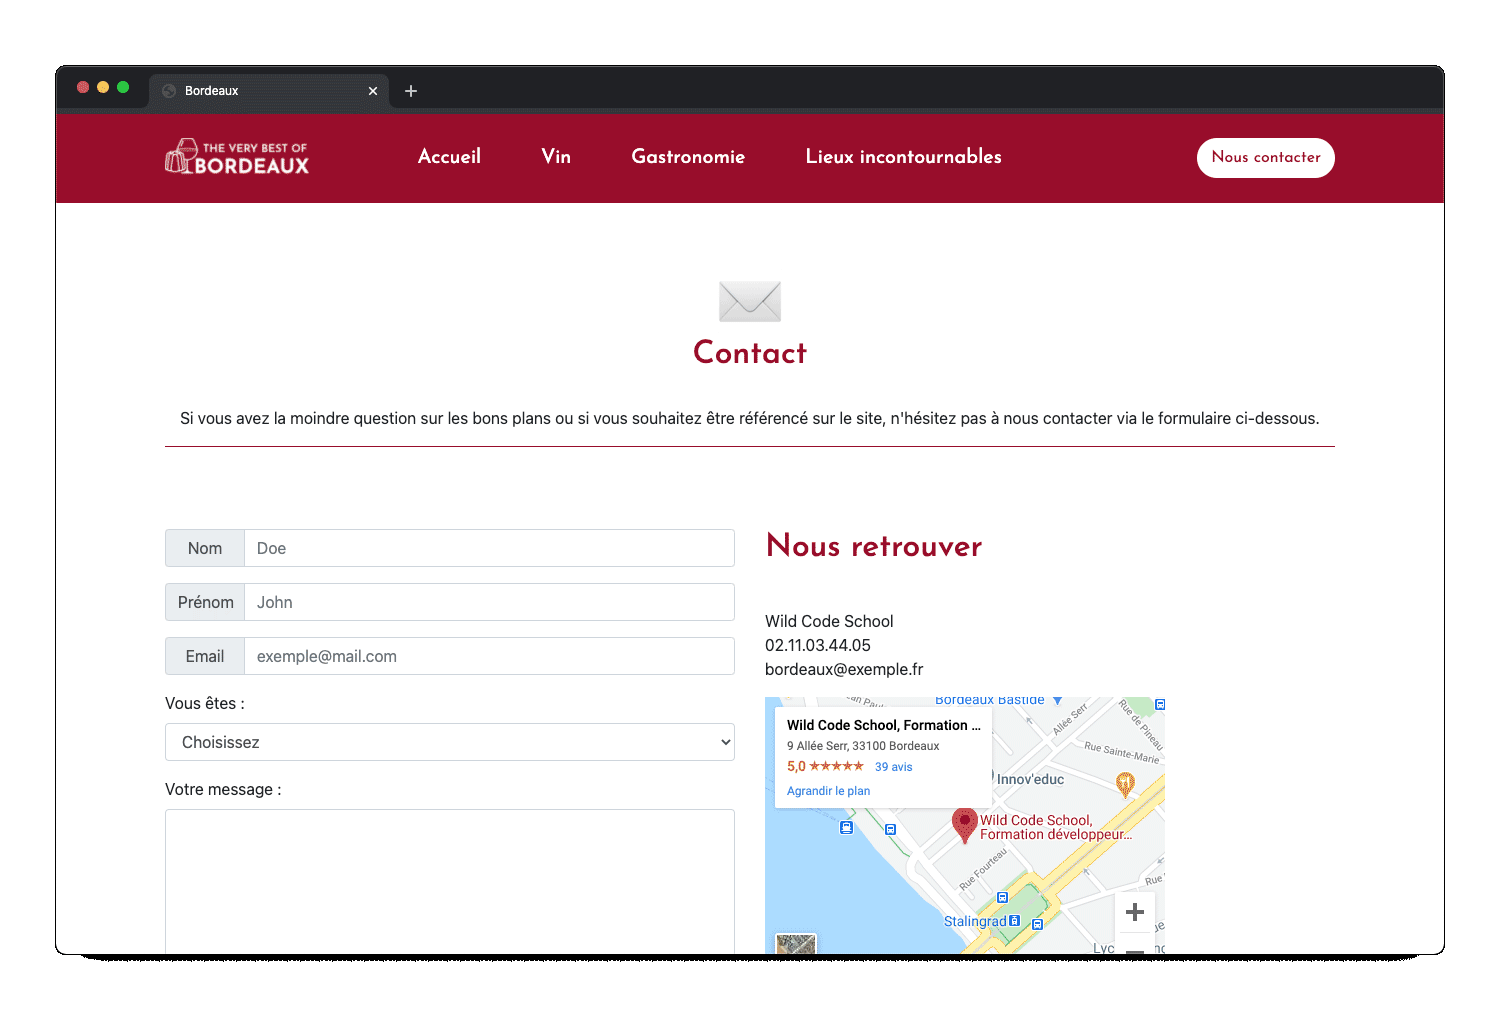 Bordeaux
THE VERY BEST OF
BORDEAUX
Accueil
Vin
Gastronomie
Lieux incontournables
Nous contacter
Contact
Si vous avez la moindre question sur les bons plans ou si vous souhaitez être référencé sur le site, n'hésitez pas à nous contacter via le formulaire ci-dessous.
Nom
Doe
Prénom
John
Email
exemple@mail.com
Vous êtes :
Choisissez
Votre message :
Nous retrouver
Wild Code School
02.11.03.44.05
bordeaux@exemple.fr
Bordeaux Bastide
Wild Code School, Formation ...
9 Allée Serr, 33100 Bordeaux
5,0 ★★★★★ 39 avis
Agrandir le plan
Allée Serr
Rue de Pineau
Rue Sainte-Marie
Innov'educ
Wild Code School,
Formation développeur...
Rue Fourteau
Rue
Stalingrad